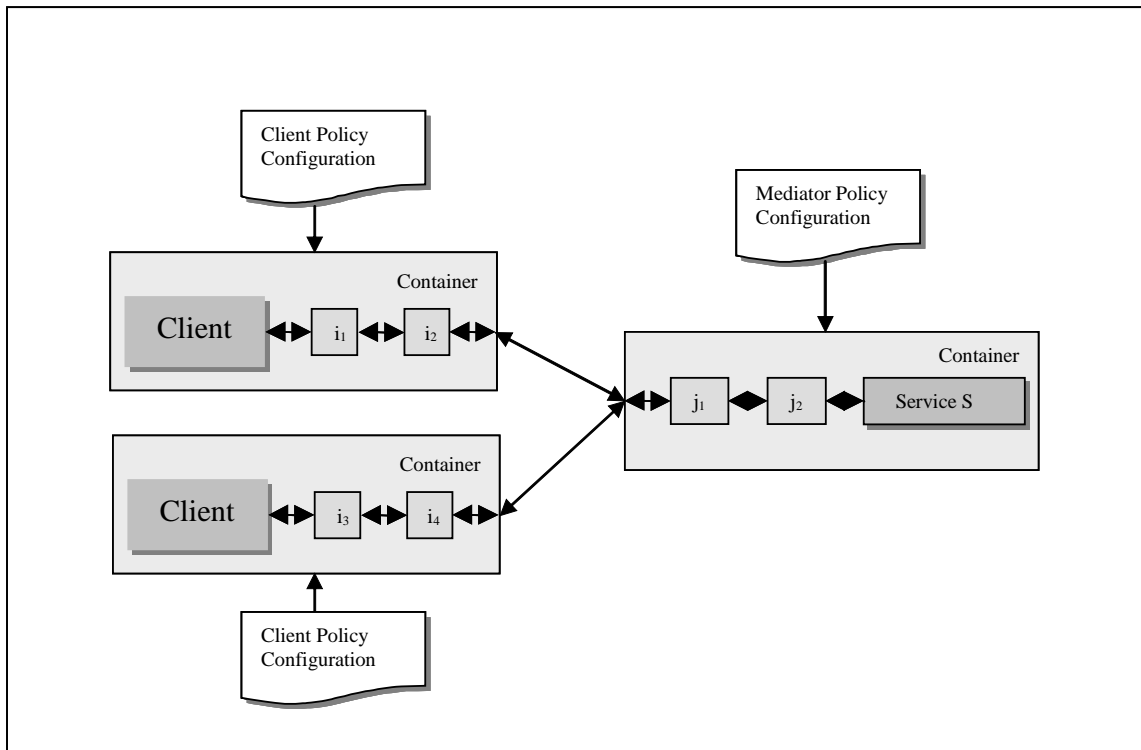 Client Policy
Configuration
Mediator Policy
Configuration
Container
Client
i₁
i₂
Container
j₁
j₂
Service S
Container
Client
i₃
i₄
Client Policy
Configuration